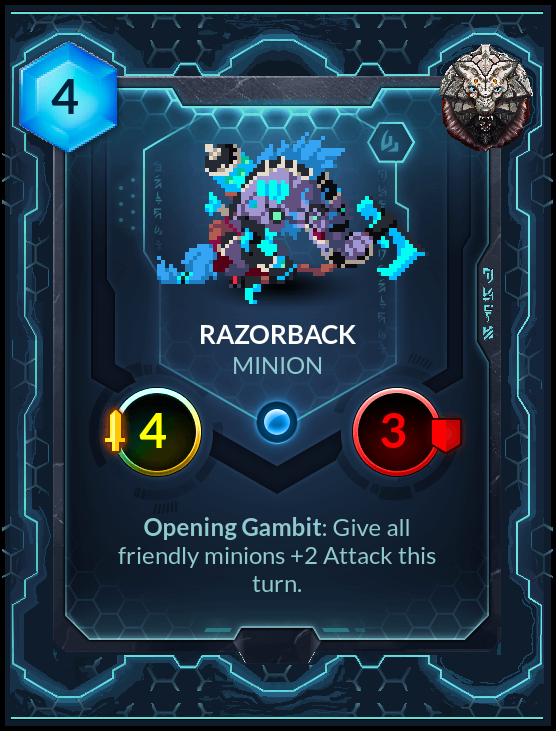 4
RAZORBACK
MINION
4
3
Opening Gambit: Give all
friendly minions +2 Attack this
turn.